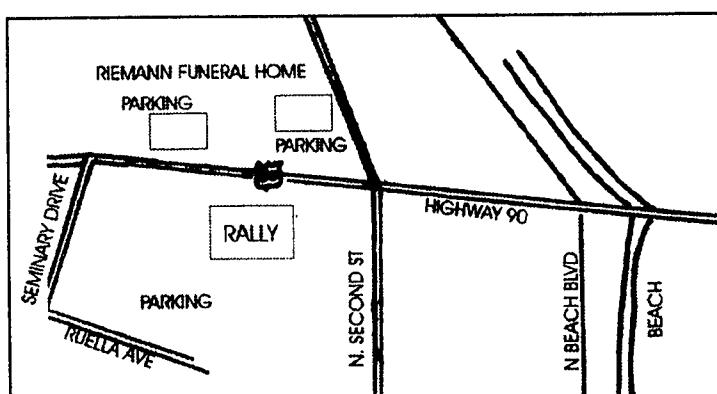 RIEMANN FUNERAL HOME
PARKING
PARKING
HIGHWAY 90
RALLY
SEMINARY DRIVE
PARKING
RUELLA AVE
N. SECOND ST
N BEACH BLVD
BEACH